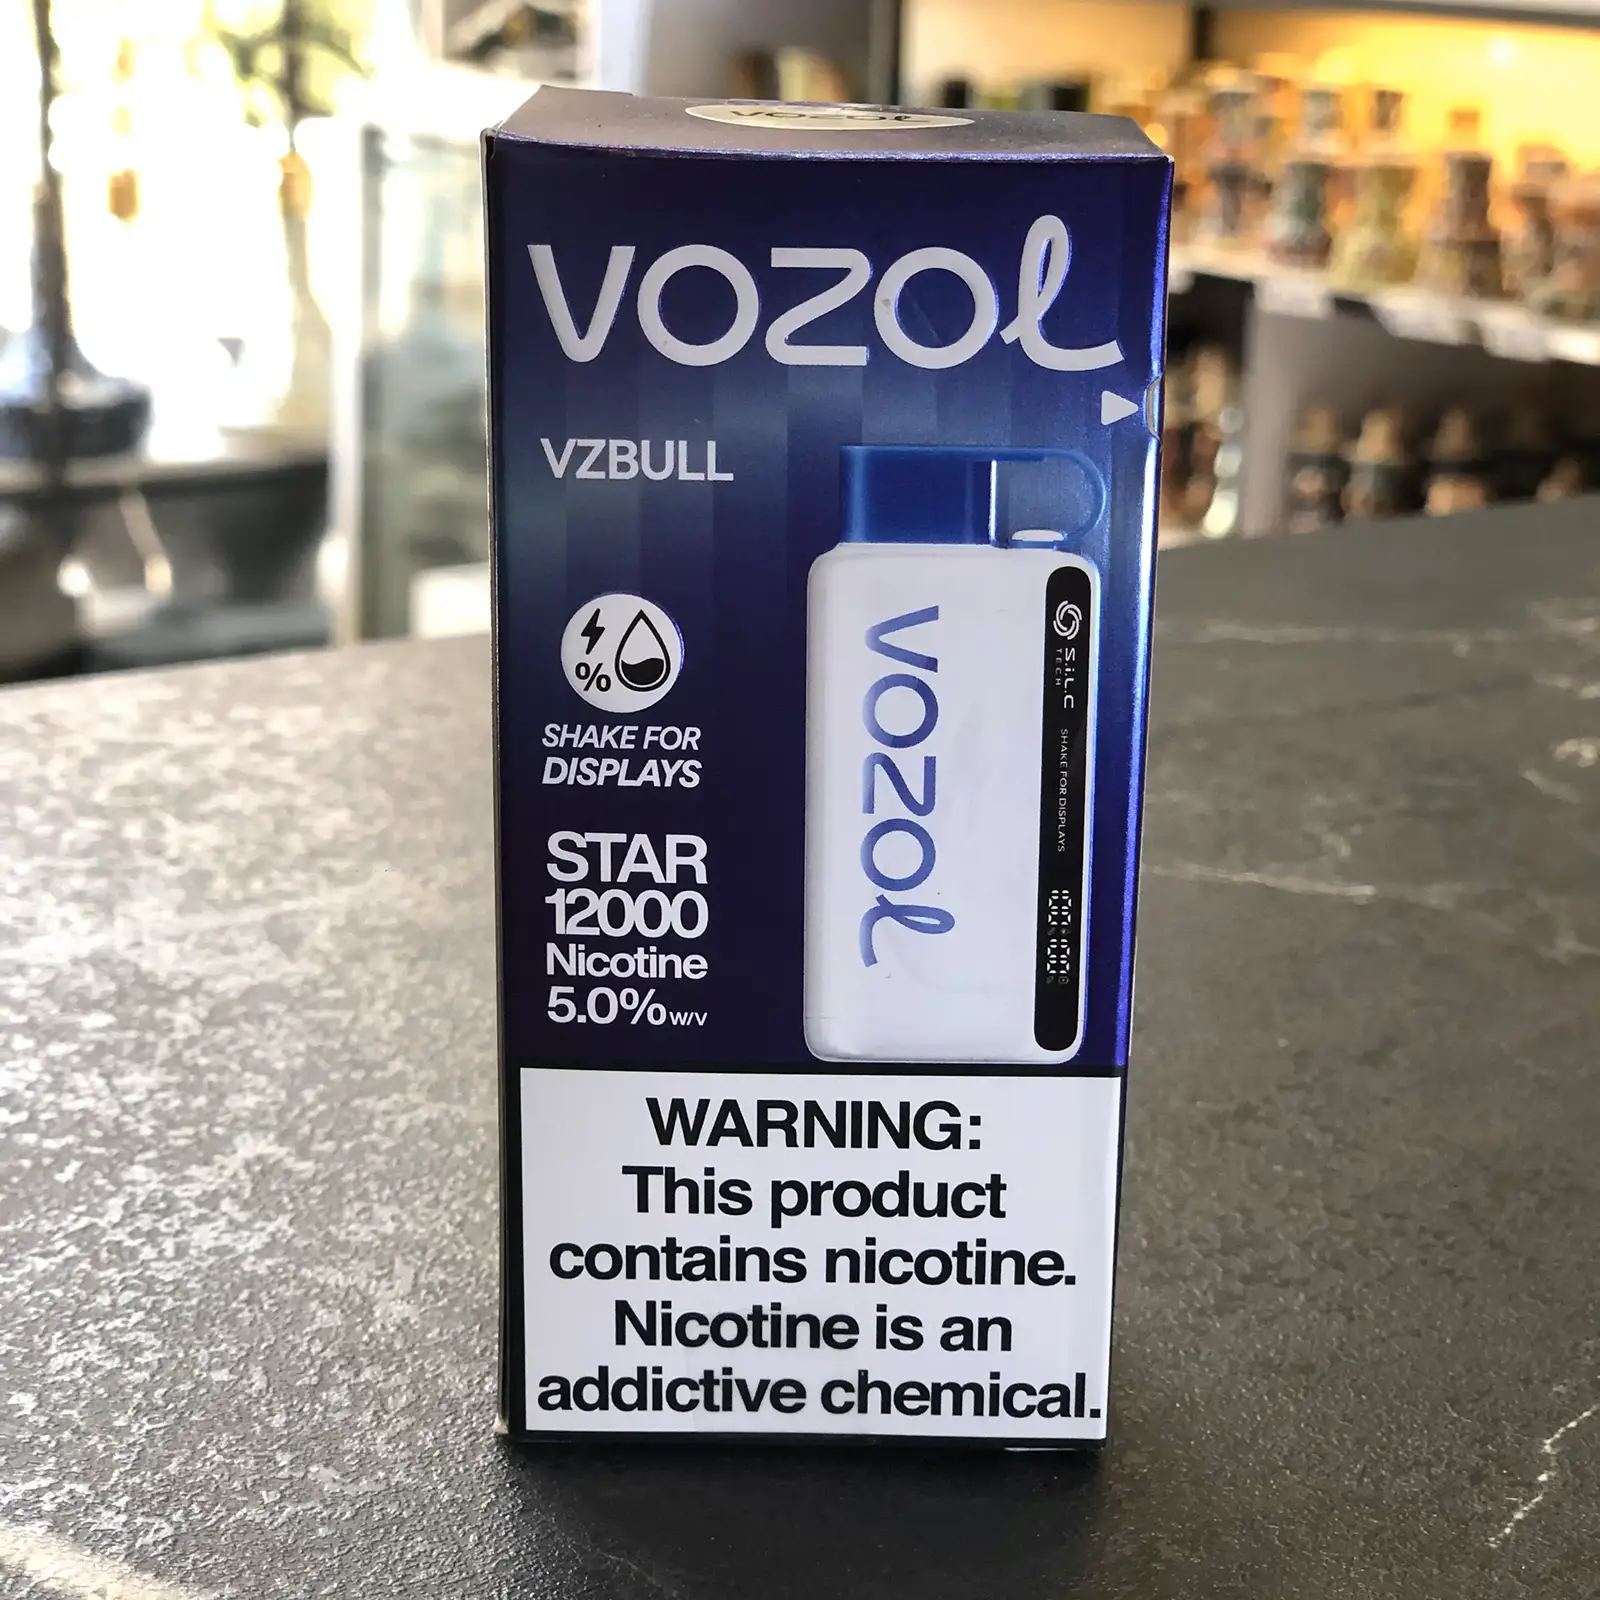 vozol
vozol
VZBULL
%
SHAKE FOR
DISPLAYS
STAR
12000
Nicotine
5.0% w/v
vozol
S.i.L.C
TECH
SHAKE FOR DISPLAYS
WARNING:
This product
contains nicotine.
Nicotine is an
addictive chemical.